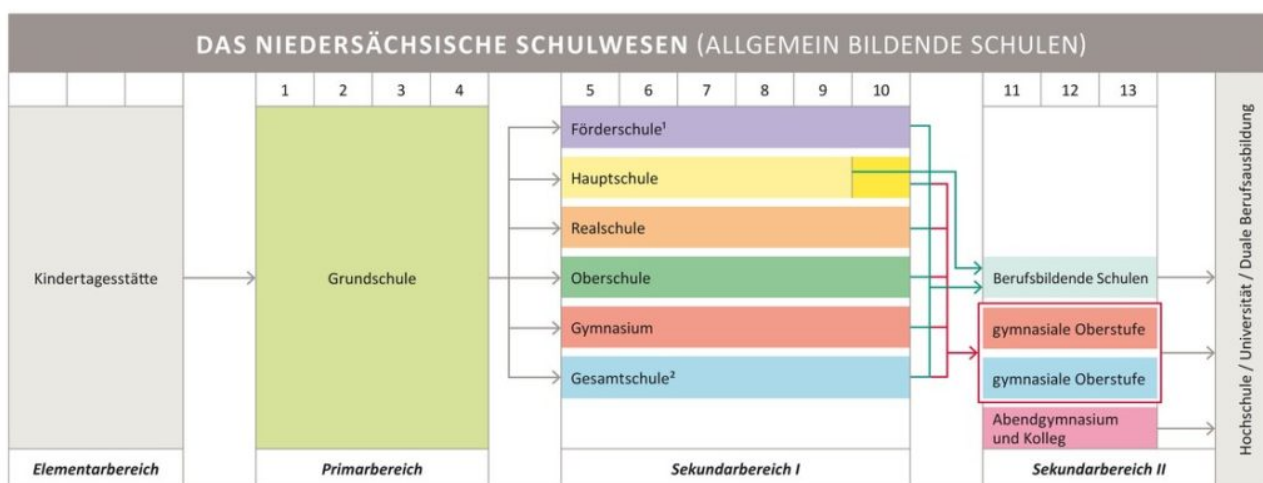 DAS NIEDERSÄCHSISCHE SCHULWESEN (ALLGEMEIN BILDENDE SCHULEN)
1 2 3 4 5 6 7 8 9 10 11 12 13
Kindertagesstätte
Grundschule
Förderschule¹
Hauptschule
Realschule
Oberschule
Gymnasium
Gesamtschule²
Berufsbildende Schulen
gymnasiale Oberstufe
gymnasiale Oberstufe
Abendgymnasium
und Kolleg
Hochschule / Universität / Duale Berufsausbildung
Elementarbereich
Primarbereich
Sekundarbereich I
Sekundarbereich II